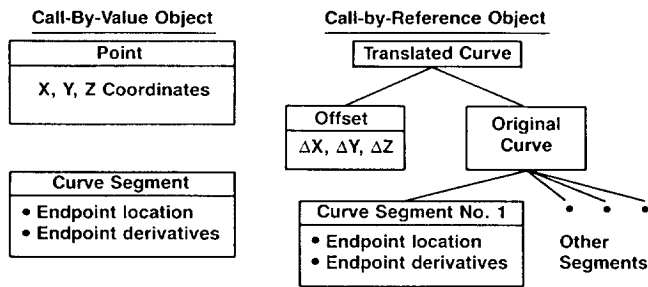 Call-By-Value Object
Point
X, Y, Z Coordinates
Curve Segment
• Endpoint location
• Endpoint derivatives
Call-by-Reference Object
Translated Curve
Offset
ΔX, ΔY, ΔZ
Original
Curve
Curve Segment No. 1
• Endpoint location
• Endpoint derivatives
Other
Segments